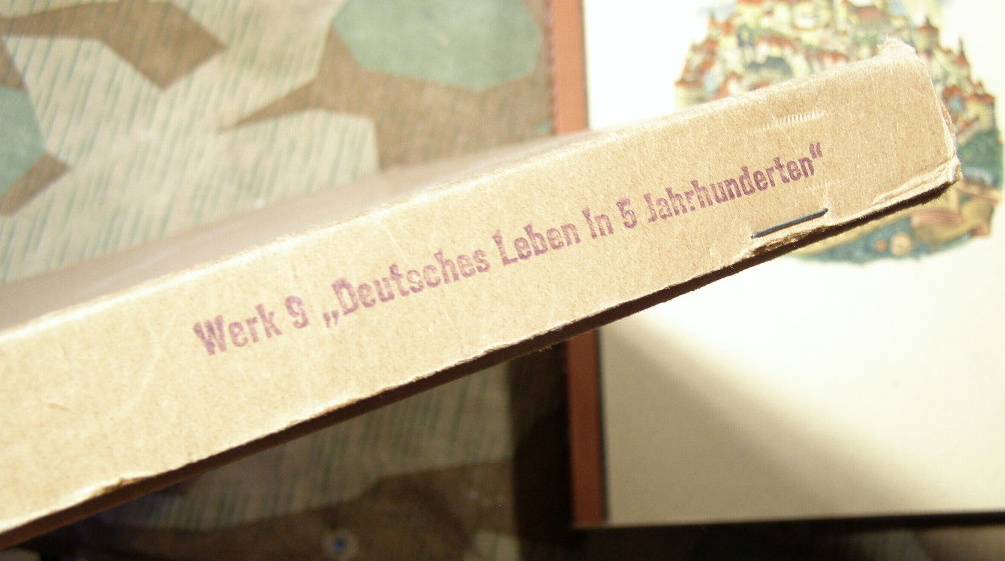 Werk 9 „Deutsches Leben in 5 Jahrhunderten“